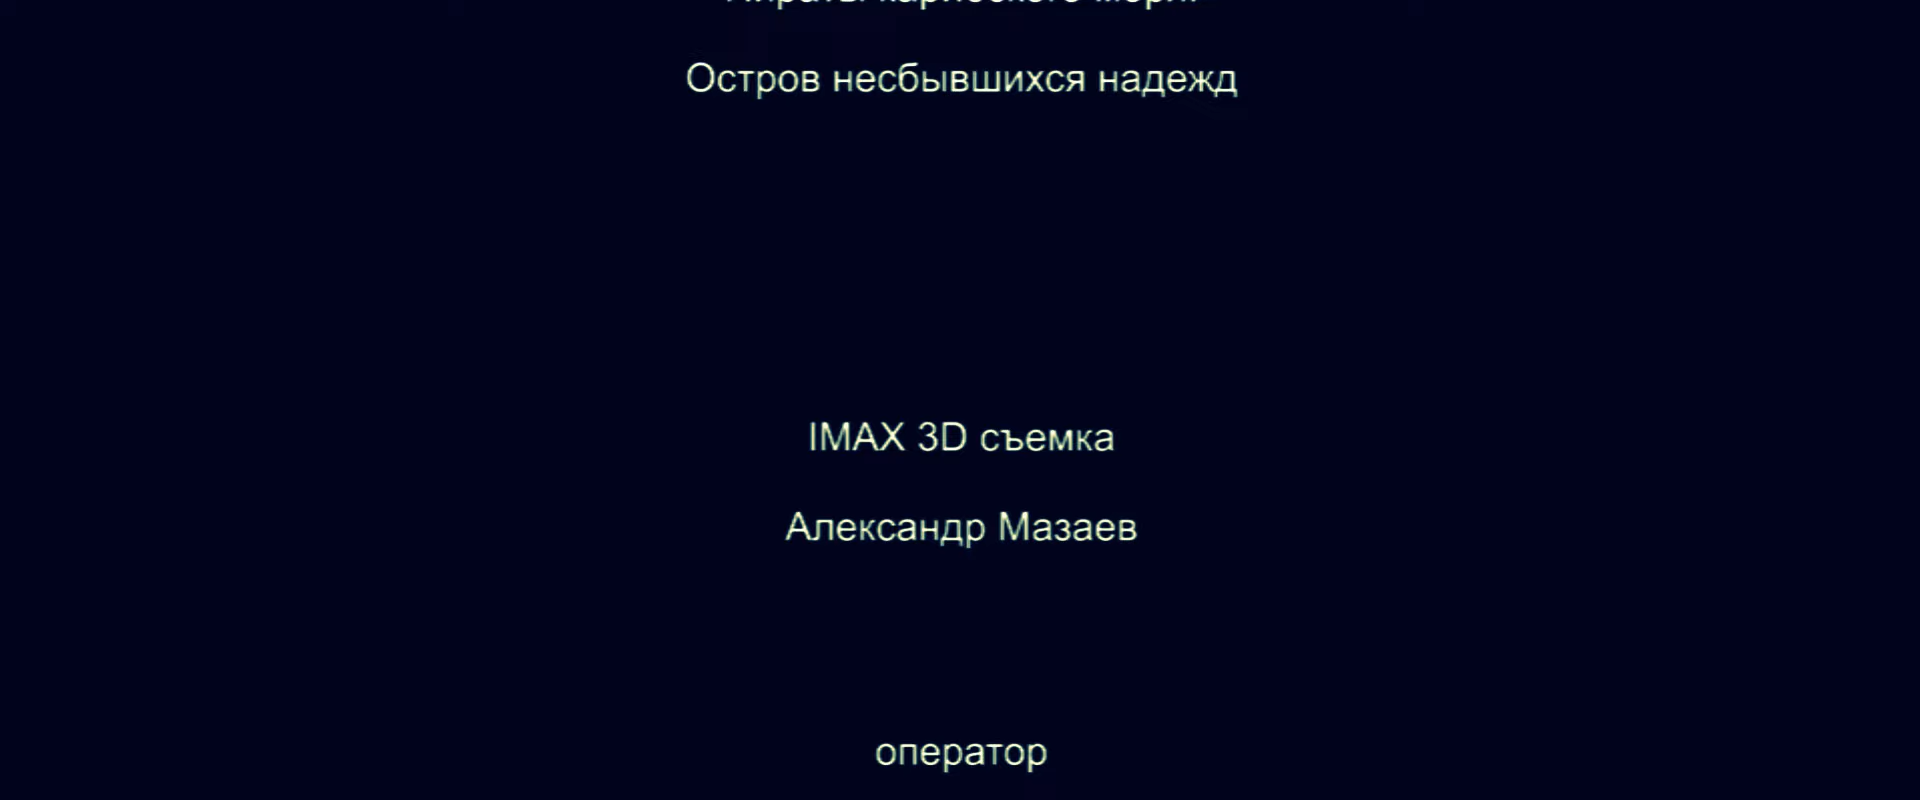 Остров несбывшихся надежд
IMAX 3D съемка
Александр Мазаев
оператор